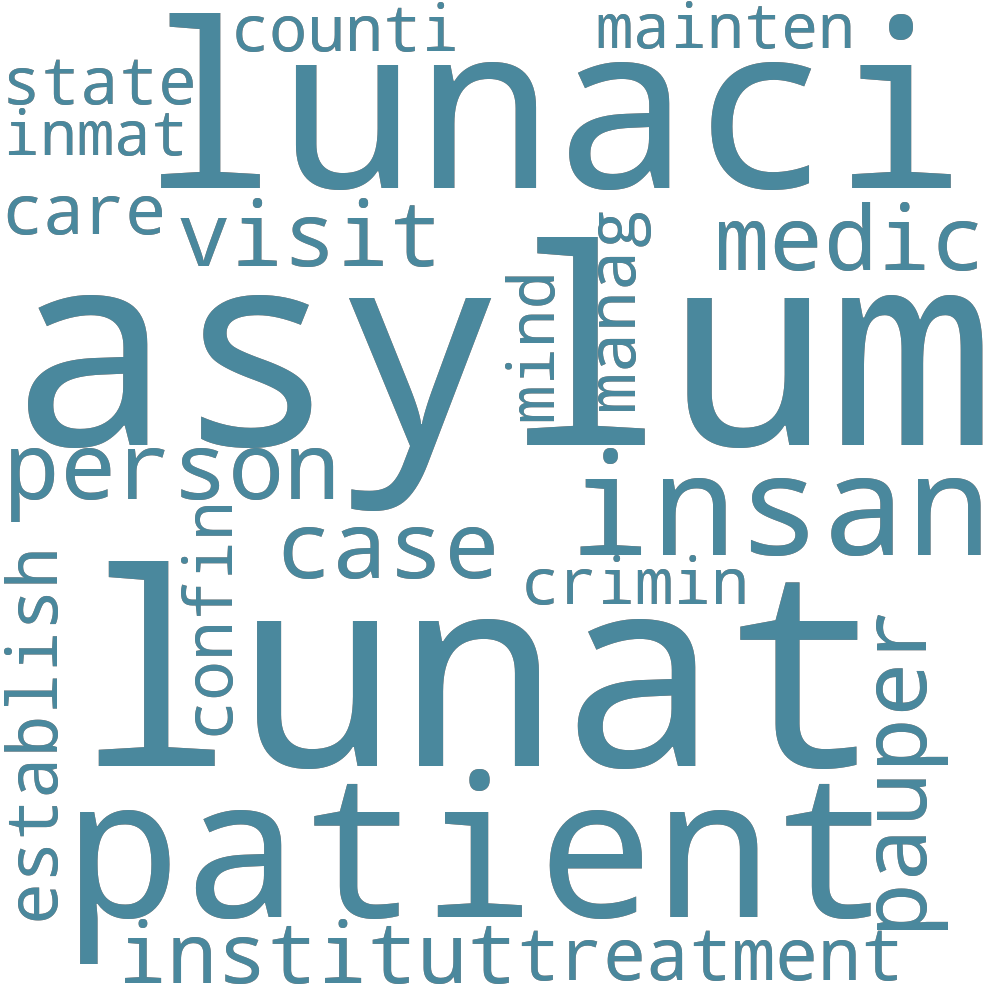 counti
mainten
lunaci
state
inmat
care
visit
medic
manag
mind
asylum
person
insan
case
confin
crimin
establish
lunat
pauper
patient
institut
treatment